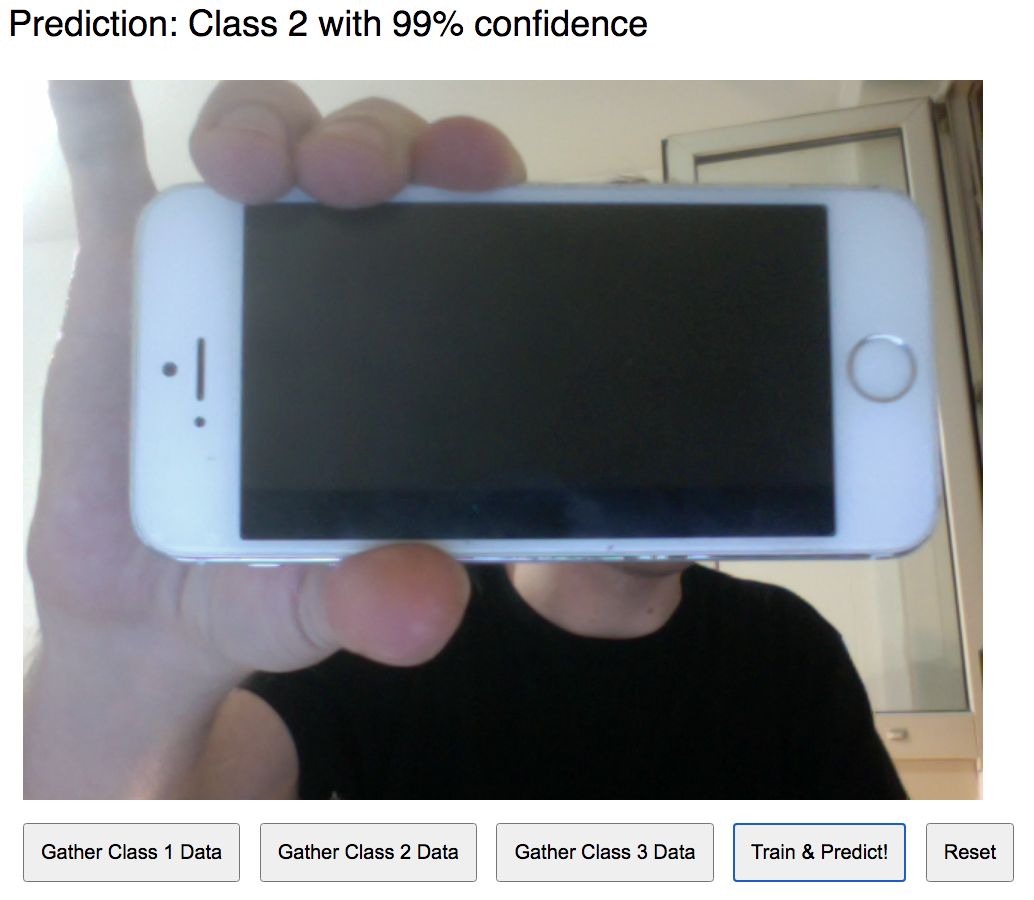 Prediction: Class 2 with 99% confidence
Gather Class 1 Data
Gather Class 2 Data
Gather Class 3 Data
Train & Predict!
Reset